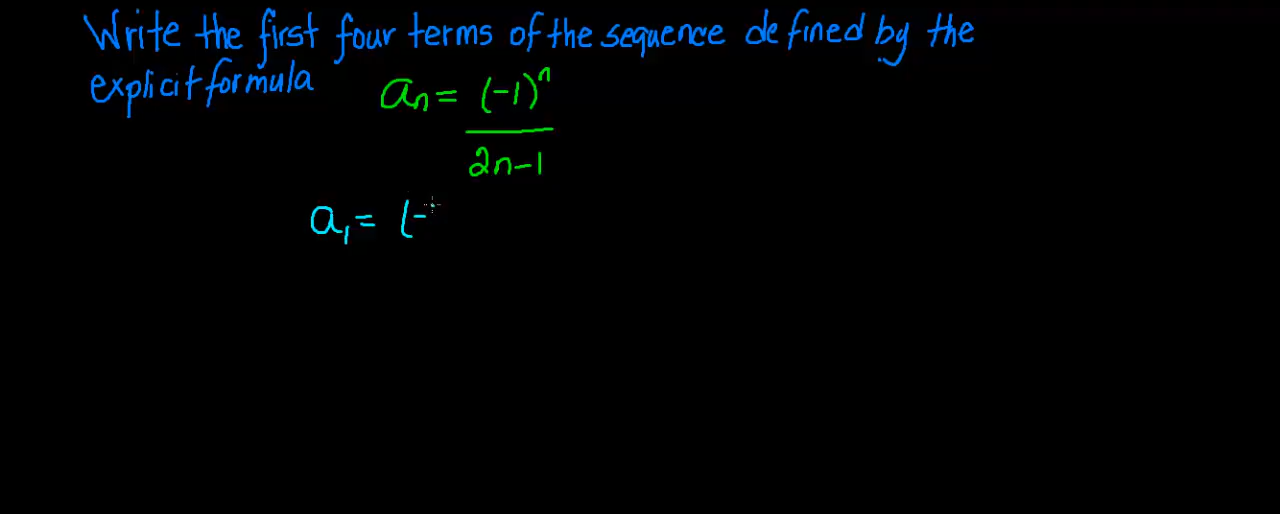 Write the first four terms of the sequence defined by the
explicit formula aₙ = (-1)ⁿ
2n-1
a₁ = (-